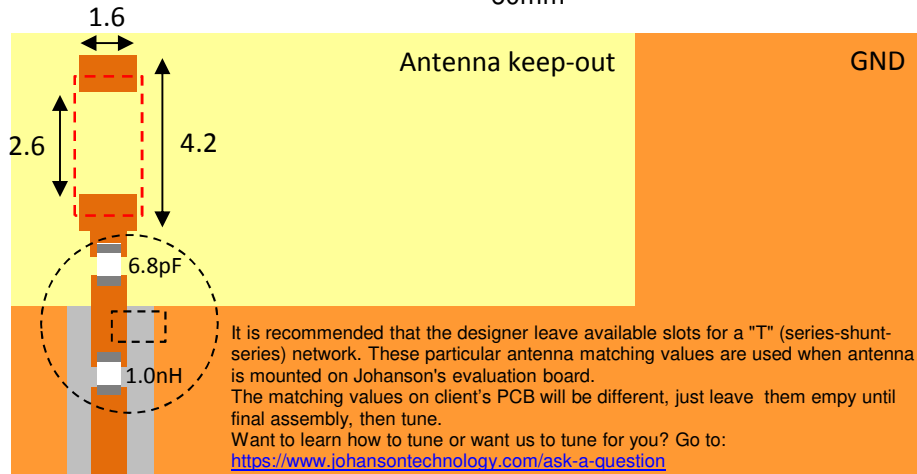 1.6
Antenna keep-out
GND
2.6
4.2
6.8pF
1.0nH
It is recommended that the designer leave available slots for a "T" (series-shunt-
series) network. These particular antenna matching values are used when antenna
is mounted on Johanson's evaluation board.
The matching values on client's PCB will be different, just leave them empy until
final assembly, then tune.
Want to learn how to tune or want us to tune for you? Go to:
https://www.johansontechnology.com/ask-a-question